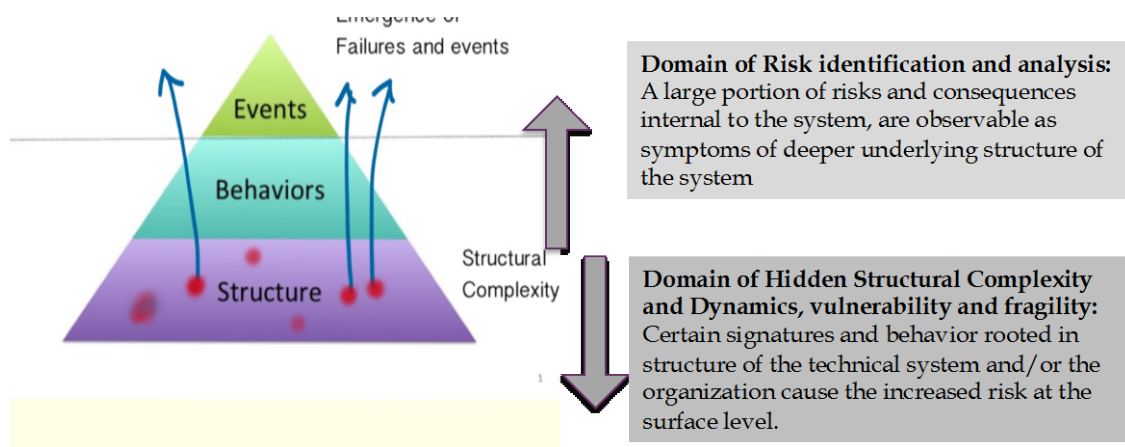 Failures and events
Events
Behaviors
Structure
Structural
Complexity
1
Domain of Risk identification and analysis:
A large portion of risks and consequences
internal to the system, are observable as
symptoms of deeper underlying structure of
the system
Domain of Hidden Structural Complexity
and Dynamics, vulnerability and fragility:
Certain signatures and behavior rooted in
structure of the technical system and/or the
organization cause the increased risk at the
surface level.